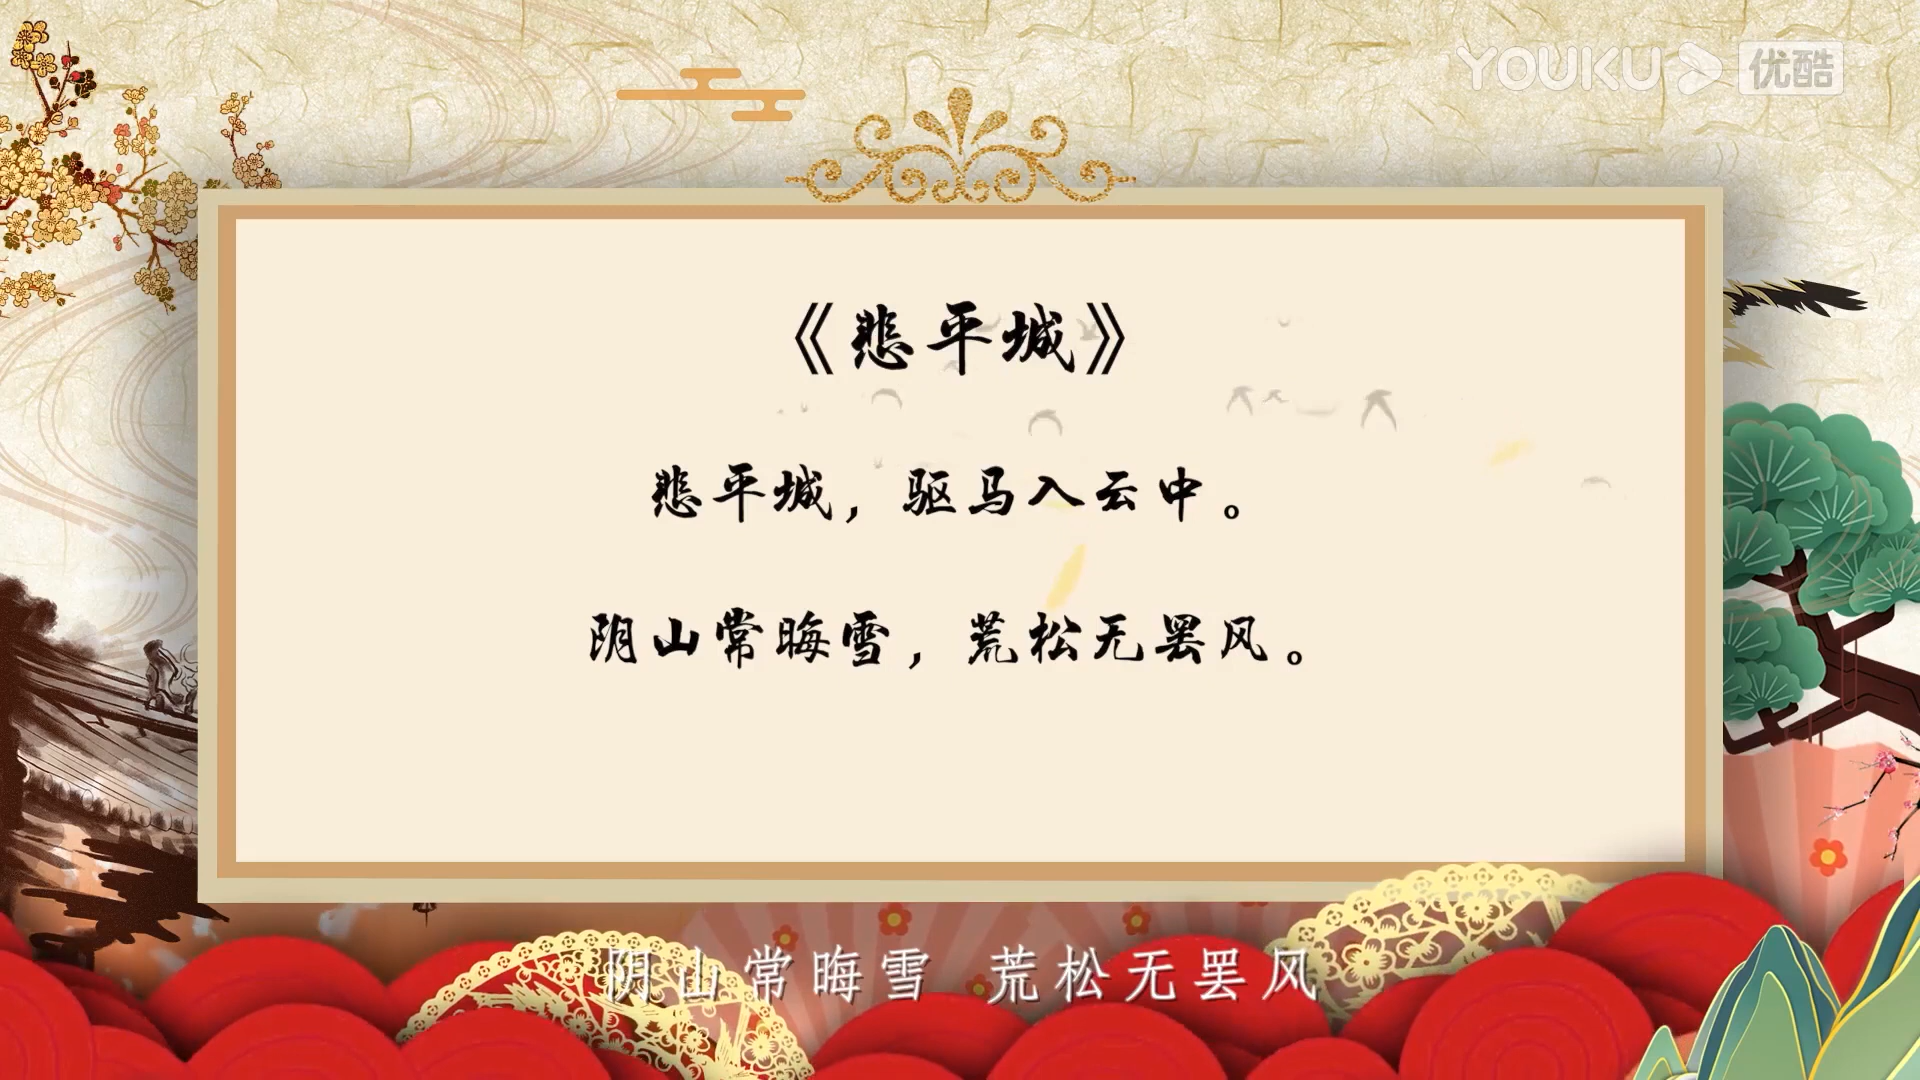 YOUKU 优酷
《悲平城》
悲平城，驱马入云中。
阴山常晦雪，荒松无罢风。
阴山常晦雪 荒松无罢风